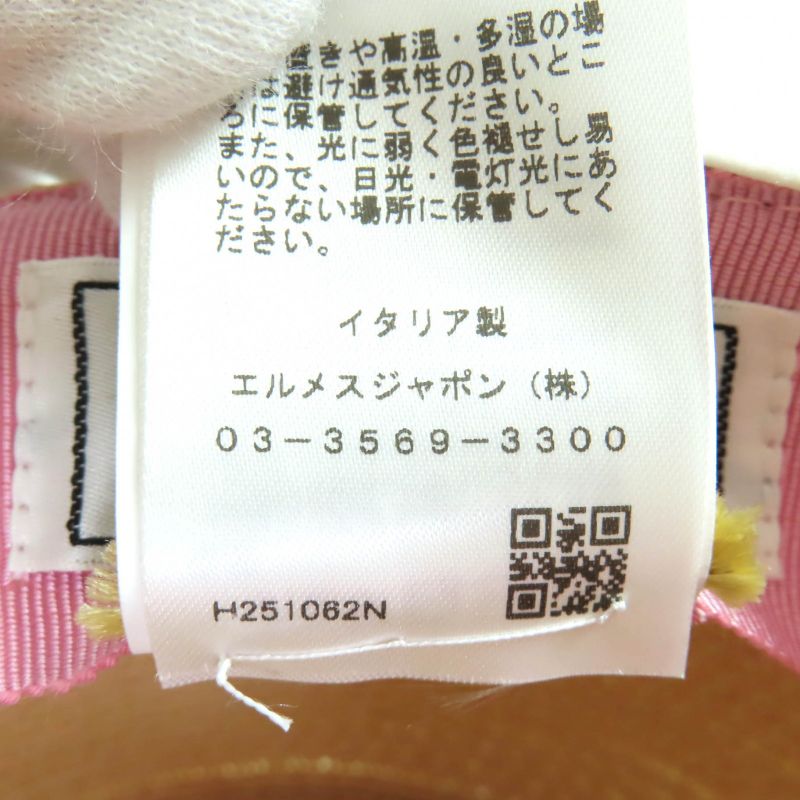 置きや高温・多湿の場
は避け通気性の良いとこ
ろに保管してください。
また、光に弱く色褪せし易
いので、日光・電灯光にあ
たらない場所に保管してく
ださい。
イタリア製
エルメスジャポン（株）
03-3569-3300
H251062N